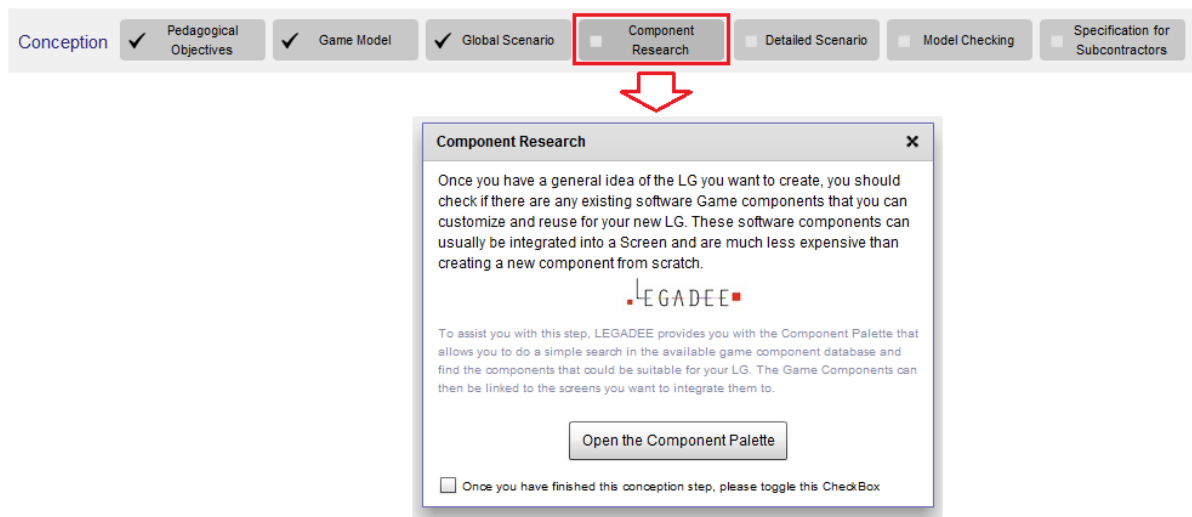 Conception
Pedagogical
Objectives
Game Model
Global Scenario
Component
Research
Detailed Scenario
Model Checking
Specification for
Subcontractors
Component Research
Once you have a general idea of the LG you want to create, you should
check if there are any existing software Game components that you can
customize and reuse for your new LG. These software components can
usually be integrated into a Screen and are much less expensive than
creating a new component from scratch.
LEGADEE
To assist you with this step, LEGADEE provides you with the Component Palette that
allows you to do a simple search in the available game component database and
find the components that could be suitable for your LG. The Game Components can
then be linked to the screens you want to integrate them to.
Open the Component Palette
Once you have finished this conception step, please toggle this CheckBox